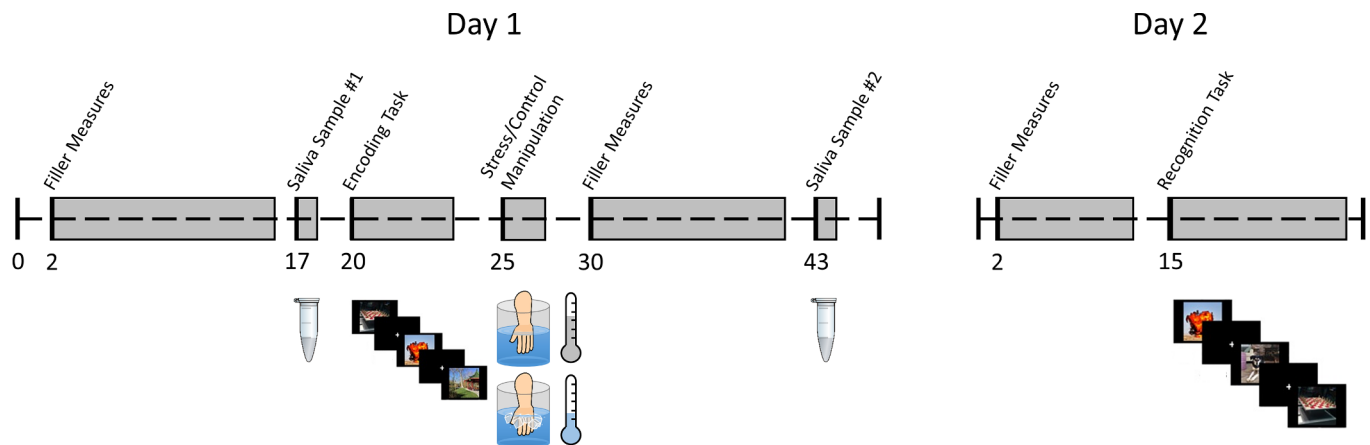 Day 1
Day 2
Filler Measures
Saliva Sample #1
Encoding Task
Stress/Control
Manipulation
Filler Measures
Saliva Sample #2
Filler Measures
Recognition Task
0
2
17
20
25
30
43
2
15